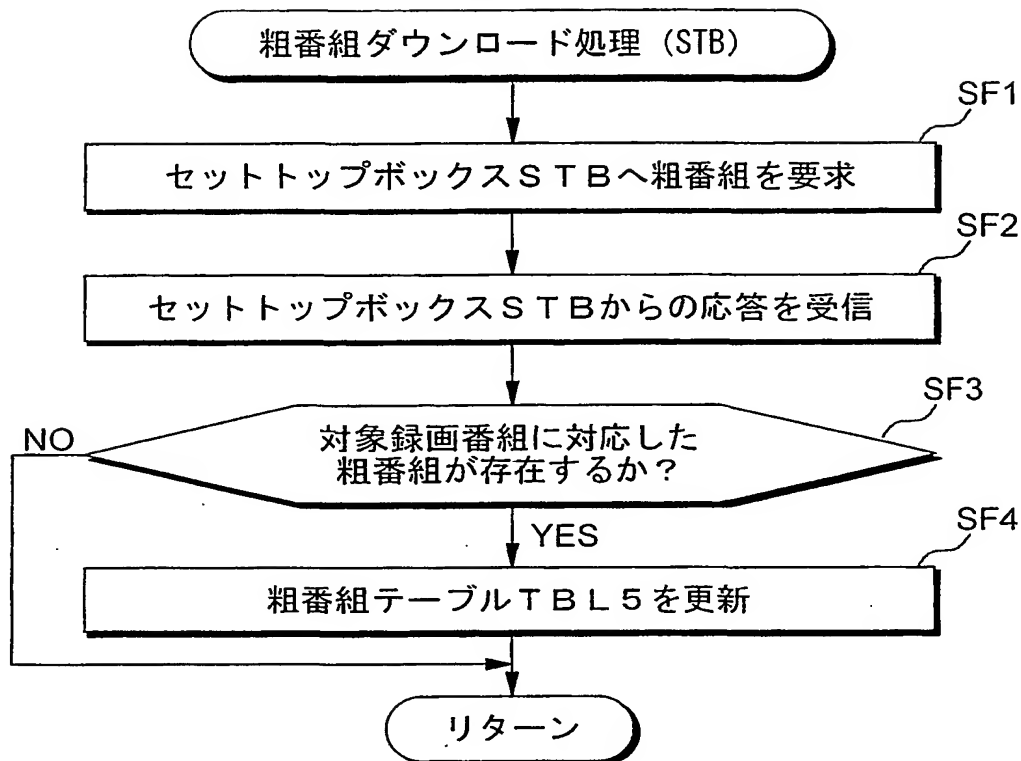 粗番組ダウンロード処理(STB)
SF1
セットトップボックスSTBへ粗番組を要求
SF2
セットトップボックスSTBからの応答を受信
SF3
NO
対象録画番組に対応した
粗番組が存在するか?
YES
SF4
粗番組テーブルTBL5を更新
リターン